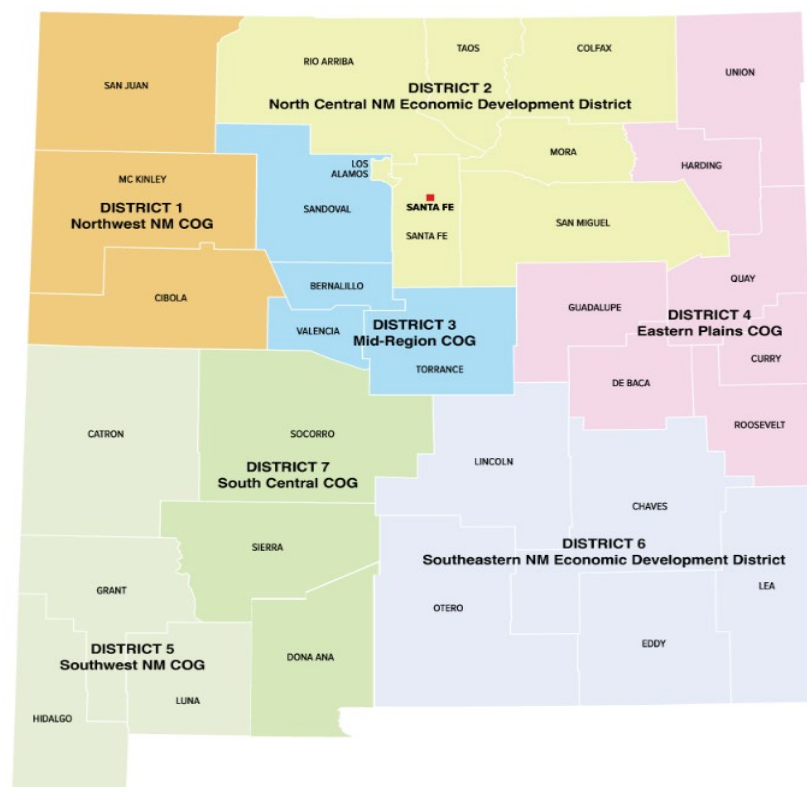 TAOS
COLFAX
RIO ARRIBA
UNION
SAN JUAN
DISTRICT 2
North Central NM Economic Development District
MORA
LOS
ALAMOS
HARDING
MC KINLEY
DISTRICT 1
Northwest NM COG
SANDOVAL
SANTA FE
SANTA FE
SAN MIGUEL
QUAY
CIBOLA
BERNALILLO
GUADALUPE
DISTRICT 4
Eastern Plains COG
VALENCIA
DISTRICT 3
Mid-Region COG
CURRY
TORRANCE
DE BACA
ROOSEVELT
CATRON
SOCORRO
LINCOLN
DISTRICT 7
South Central COG
CHAVES
SIERRA
DISTRICT 6
Southeastern NM Economic Development District
GRANT
LEA
OTERO
DISTRICT 5
Southwest NM COG
DONA ANA
EDDY
LUNA
HIDALGO